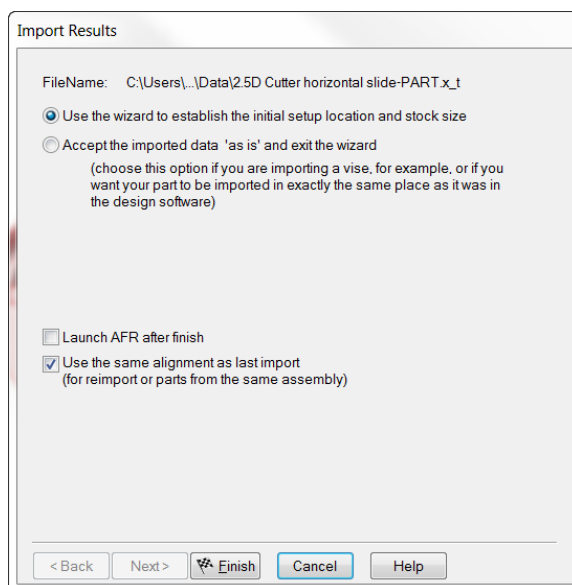 Import Results
FileName: C:\Users\...\Data\2.5D Cutter horizontal slide-PART.x_t
Use the wizard to establish the initial setup location and stock size
Accept the imported data 'as is' and exit the wizard
(choose this option if you are importing a vise, for example, or if you
want your part to be imported in exactly the same place as it was in
the design software)
Launch AFR after finish
Use the same alignment as last import
(for reimport or parts from the same assembly)
< Back Next > Finish Cancel Help